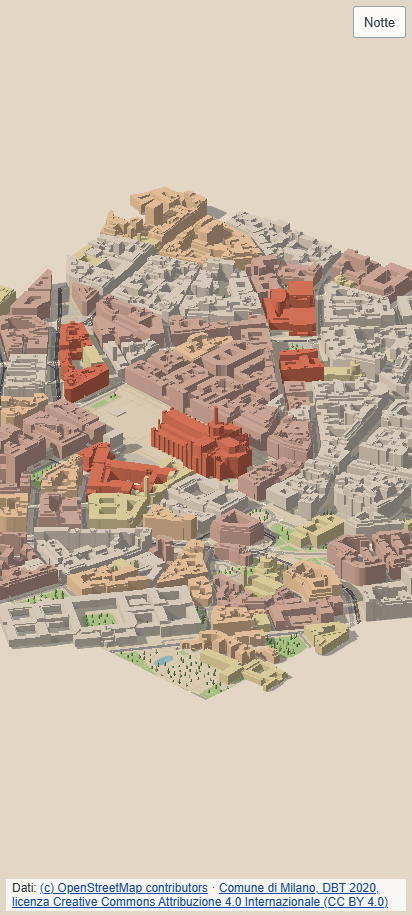 Notte
Dati: (c) OpenStreetMap contributors · Comune di Milano, DBT 2020,
licenza Creative Commons Attribuzione 4.0 Internazionale (CC BY 4.0)